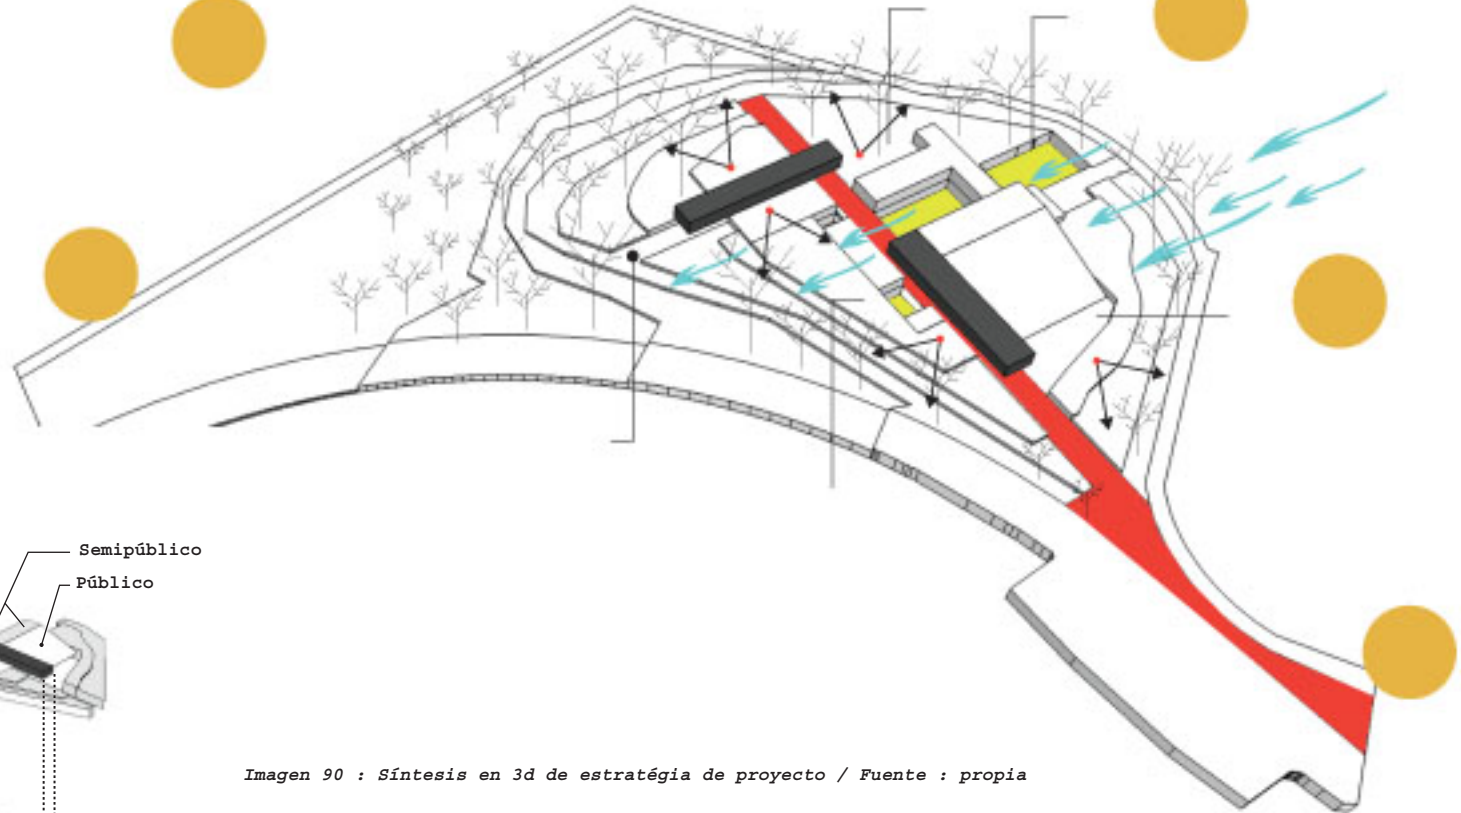 Semipúblico
Público
Imagen 90 : Síntesis en 3d de estratégia de proyecto / Fuente : propia